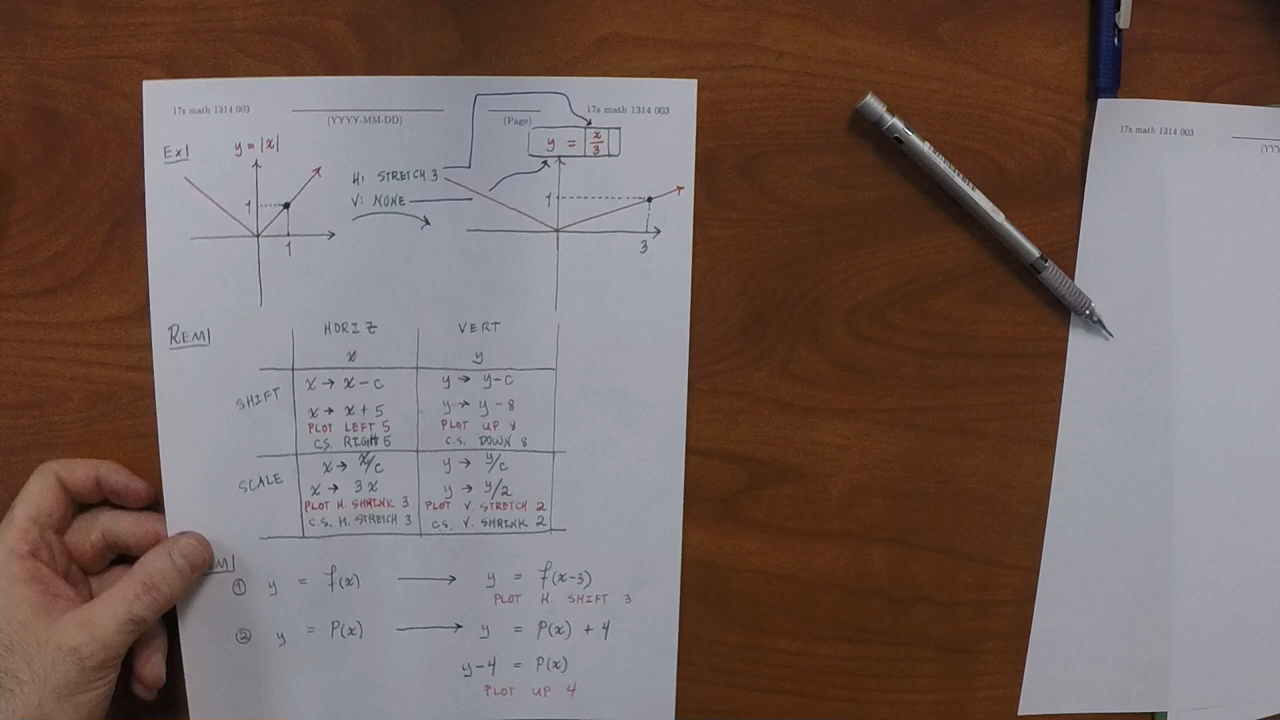 17s math 1314 003
(YYYY-MM-DD)
(Page)
17s math 1314 003
Ex1
y = |x|
1
1
H: STRETCH 3
V: NONE
y = |x/3|
1
3
REM1
HORIZ VERT
x y
SHIFT
x → x - c y → y - c
x → x + 5 y → y - 8
PLOT LEFT 5 PLOT UP 8
C.S. RIGHT 5 C.S. DOWN 8
SCALE
x → x/c y → y/c
x → 3x y → y/2
PLOT H. SHRINK 3 PLOT V. STRETCH 2
C.S. H. STRETCH 3 C.S. V. SHRINK 2
① y = f(x) → y = f(x-3)
PLOT H. SHIFT 3
② y = P(x) → y = P(x) + 4
y-4 = P(x)
PLOT UP 4
17s math 1314 003